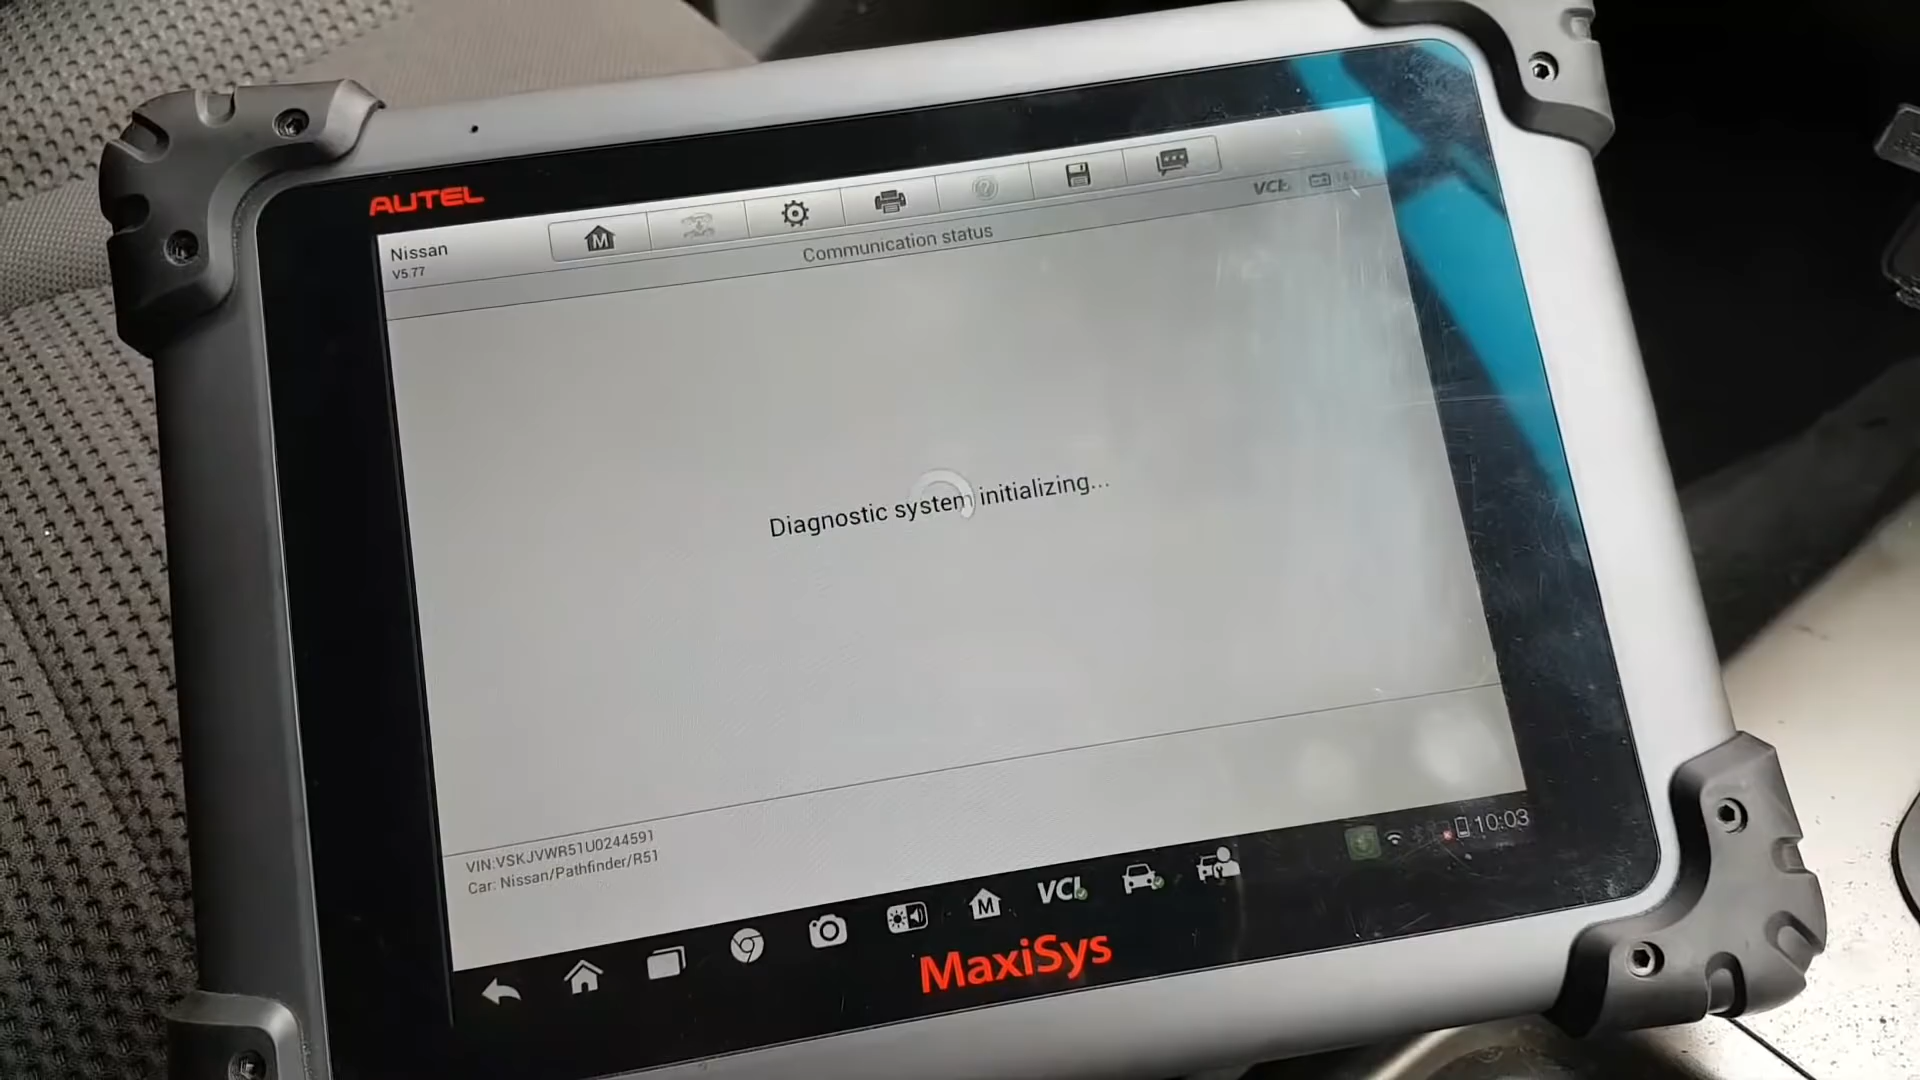 AUTEL
Nissan
V5.77
M
VCI
Communication status
Diagnostic system initializing...
VIN:VSKJVWR51U0244591
Car: Nissan/Pathfinder/R51
M
VCI
10:03
MaxiSys